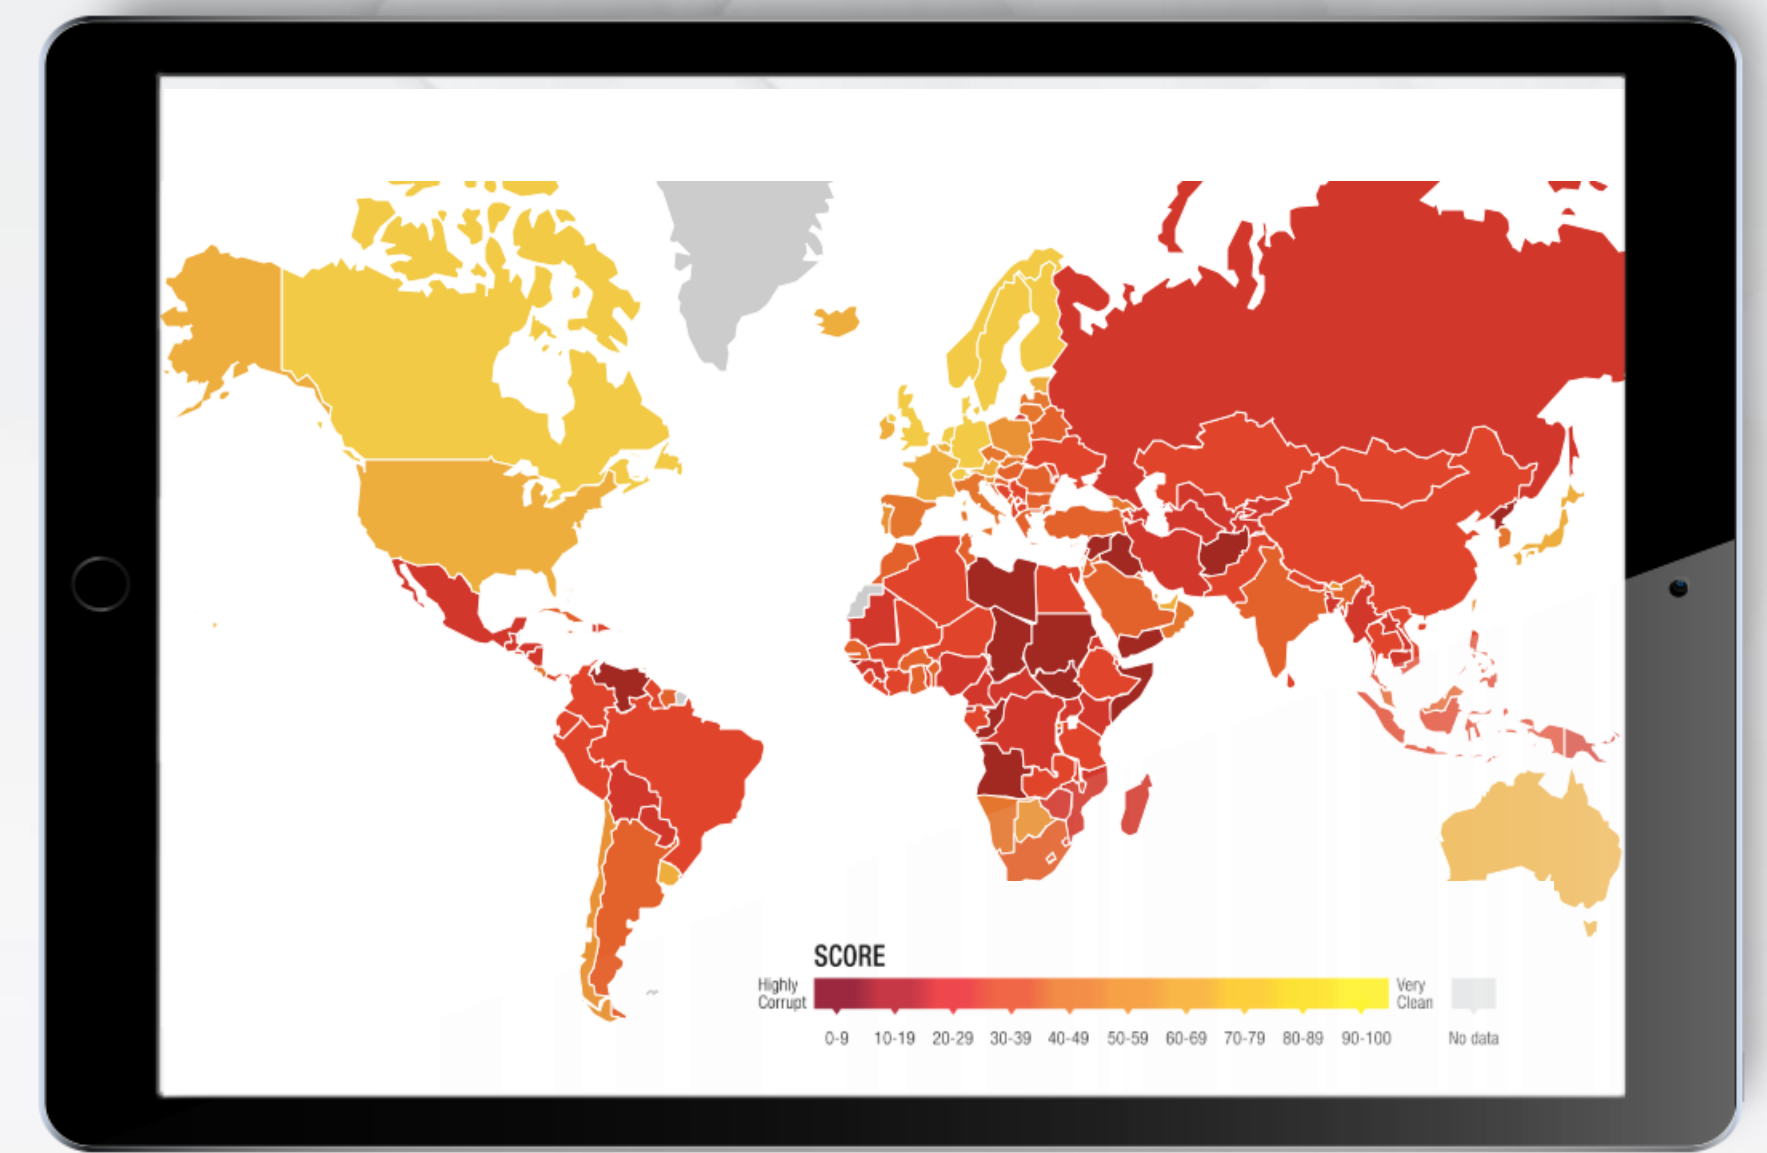 SCORE
Highly
Corrupt
Very
Clean
0-9 10-19 20-29 30-39 40-49 50-59 60-69 70-79 80-89 90-100 No data